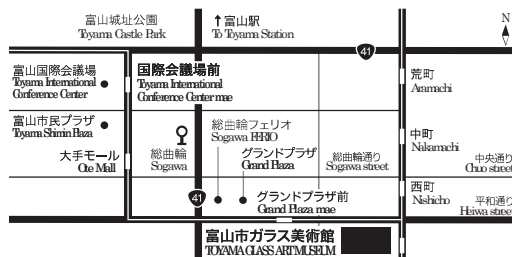 富山城址公園
Toyama Castle Park
↑富山駅
To Toyama Station
N
41
富山国際会議場
Toyama International
Conference Center
国際会議場前
Toyama International
Conference Center mae
荒町
Aramachi
富山市民プラザ
Toyama Shimin Plaza
総曲輪フェリオ
Sogawa FERIO
中町
Nakamachi
大手モール
Ote Mall
総曲輪
Sogawa
グランドプラザ
Grand Plaza
総曲輪通り
Sogawa street
中央通り
Chuo street
41
グランドプラザ前
Grand Plaza mae
西町
Nishicho
平和通り
Heiwa street
富山市ガラス美術館
TOYAMA GLASS ART MUSEUM